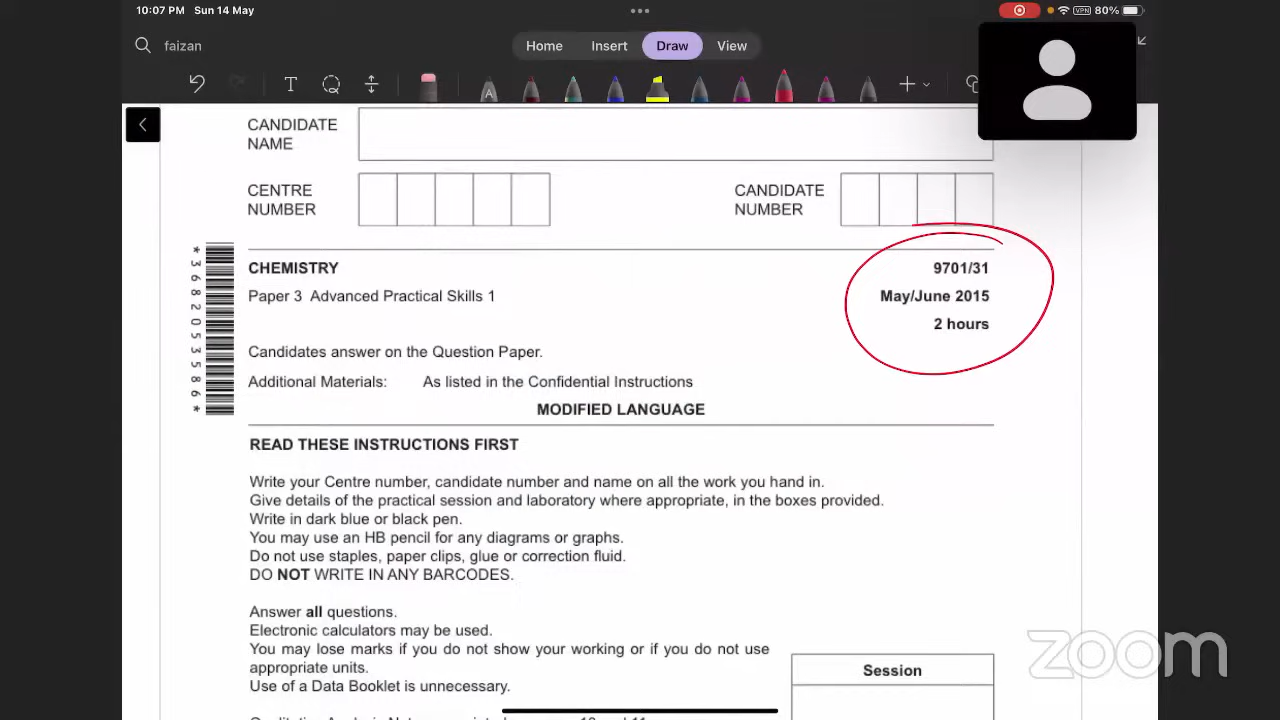 10:07 PM Sun 14 May
VPN 80%
faizan
Home Insert Draw View
T
A
CANDIDATE
NAME
CENTRE
NUMBER
CANDIDATE
NUMBER
*3682053586*
CHEMISTRY 9701/31
Paper 3 Advanced Practical Skills 1 May/June 2015
2 hours
Candidates answer on the Question Paper.
Additional Materials: As listed in the Confidential Instructions
MODIFIED LANGUAGE
READ THESE INSTRUCTIONS FIRST
Write your Centre number, candidate number and name on all the work you hand in.
Give details of the practical session and laboratory where appropriate, in the boxes provided.
Write in dark blue or black pen.
You may use an HB pencil for any diagrams or graphs.
Do not use staples, paper clips, glue or correction fluid.
DO NOT WRITE IN ANY BARCODES.
Answer all questions.
Electronic calculators may be used.
You may lose marks if you do not show your working or if you do not use
appropriate units.
Use of a Data Booklet is unnecessary.
Session
zoom